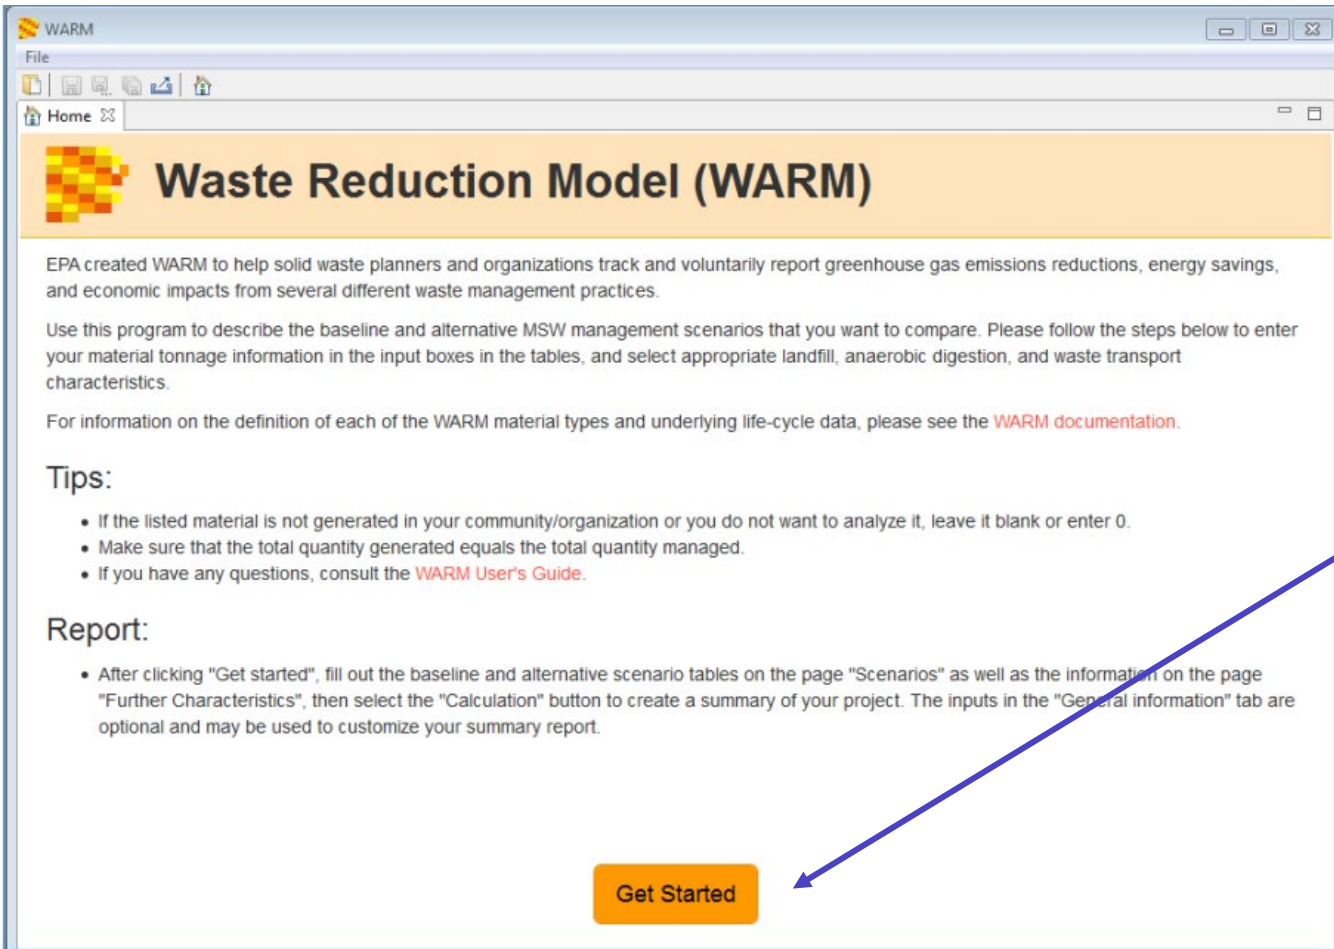 WARM
File
Home
Waste Reduction Model (WARM)
EPA created WARM to help solid waste planners and organizations track and voluntarily report greenhouse gas emissions reductions, energy savings,
and economic impacts from several different waste management practices.
Use this program to describe the baseline and alternative MSW management scenarios that you want to compare. Please follow the steps below to enter
your material tonnage information in the input boxes in the tables, and select appropriate landfill, anaerobic digestion, and waste transport
characteristics.
For information on the definition of each of the WARM material types and underlying life-cycle data, please see the WARM documentation.
Tips:
• If the listed material is not generated in your community/organization or you do not want to analyze it, leave it blank or enter 0.
• Make sure that the total quantity generated equals the total quantity managed.
• If you have any questions, consult the WARM User's Guide.
Report:
• After clicking "Get started", fill out the baseline and alternative scenario tables on the page "Scenarios" as well as the information on the page
"Further Characteristics", then select the "Calculation" button to create a summary of your project. The inputs in the "General information" tab are
optional and may be used to customize your summary report.
Get Started